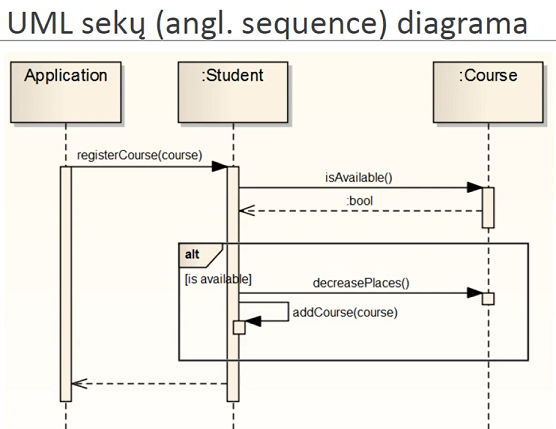 UML sekų (angl. sequence) diagrama
Application
:Student
:Course
registerCourse(course)
isAvailable()
:bool
alt
[is available]
decreasePlaces()
addCourse(course)